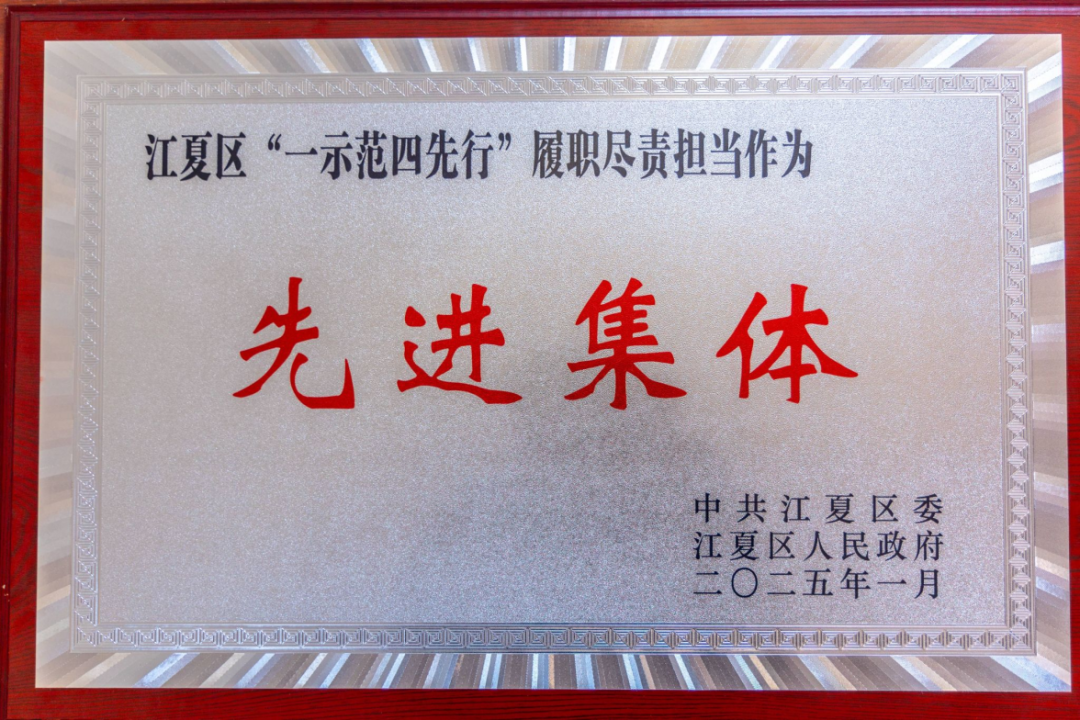 江夏区“一示范四先行”履职尽责担当作为
先进集体
中共江夏区委
江夏区人民政府
二〇二五年一月